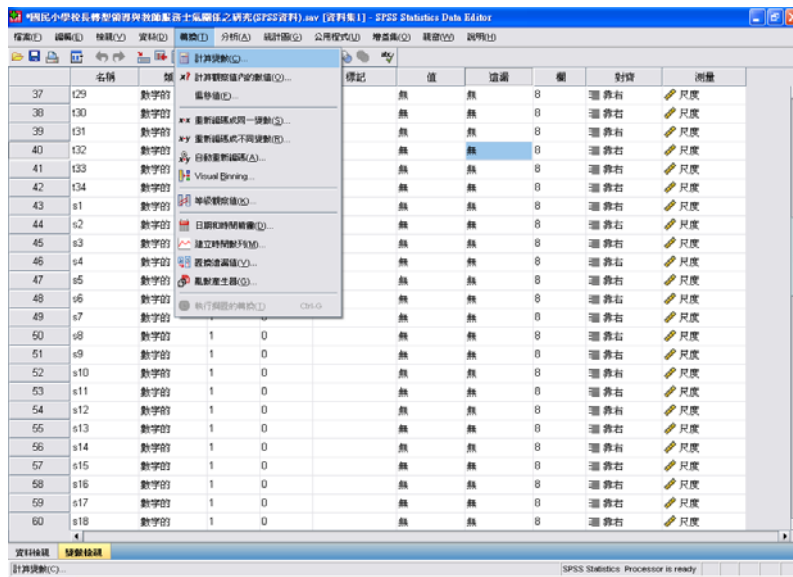 *國民小學校長轉型領導與教師服務士氣關係之研究(SPSS資料).sav [資料集1] - SPSS Statistics Data Editor
檔案(F) 編輯(E) 檢視(V) 資料(D) 轉換(T) 分析(A) 統計圖(G) 公用程式(U) 增益集(O) 視窗(W) 說明(H)
名稱 標記 值 遺漏 欄 對齊 測量
計算變數(C)...
計算觀察值內的數值(O)...
偏移值(F)...
重新編碼成同一變數(S)...
重新編碼成不同變數(R)...
自動重新編碼(A)...
Visual Binning...
等級觀察值(K)...
日期和時間精靈(D)...
建立時間數列(M)...
置換遺漏值(V)...
亂數產生器(G)...
執行擱置的轉換(T) Ctrl-G
37 t29 數字的 無 無 8 靠右 尺度
38 t30 數字的 無 無 8 靠右 尺度
39 t31 數字的 無 無 8 靠右 尺度
40 t32 數字的 無 無 8 靠右 尺度
41 t33 數字的 無 無 8 靠右 尺度
42 t34 數字的 無 無 8 靠右 尺度
43 s1 數字的 無 無 8 靠右 尺度
44 s2 數字的 無 無 8 靠右 尺度
45 s3 數字的 無 無 8 靠右 尺度
46 s4 數字的 無 無 8 靠右 尺度
47 s5 數字的 無 無 8 靠右 尺度
48 s6 數字的 無 無 8 靠右 尺度
49 s7 數字的 1 0 無 無 8 靠右 尺度
50 s8 數字的 1 0 無 無 8 靠右 尺度
51 s9 數字的 1 0 無 無 8 靠右 尺度
52 s10 數字的 1 0 無 無 8 靠右 尺度
53 s11 數字的 1 0 無 無 8 靠右 尺度
54 s12 數字的 1 0 無 無 8 靠右 尺度
55 s13 數字的 1 0 無 無 8 靠右 尺度
56 s14 數字的 1 0 無 無 8 靠右 尺度
57 s15 數字的 1 0 無 無 8 靠右 尺度
58 s16 數字的 1 0 無 無 8 靠右 尺度
59 s17 數字的 1 0 無 無 8 靠右 尺度
60 s18 數字的 1 0 無 無 8 靠右 尺度
資料檢視 變數檢視
計算變數(C)... SPSS Statistics Processor is ready